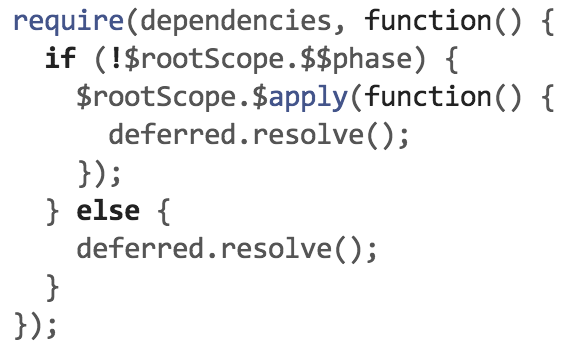 require(dependencies, function() {
  if (!$rootScope.$$phase) {
    $rootScope.$apply(function() {
      deferred.resolve();
    });
  } else {
    deferred.resolve();
  }
});